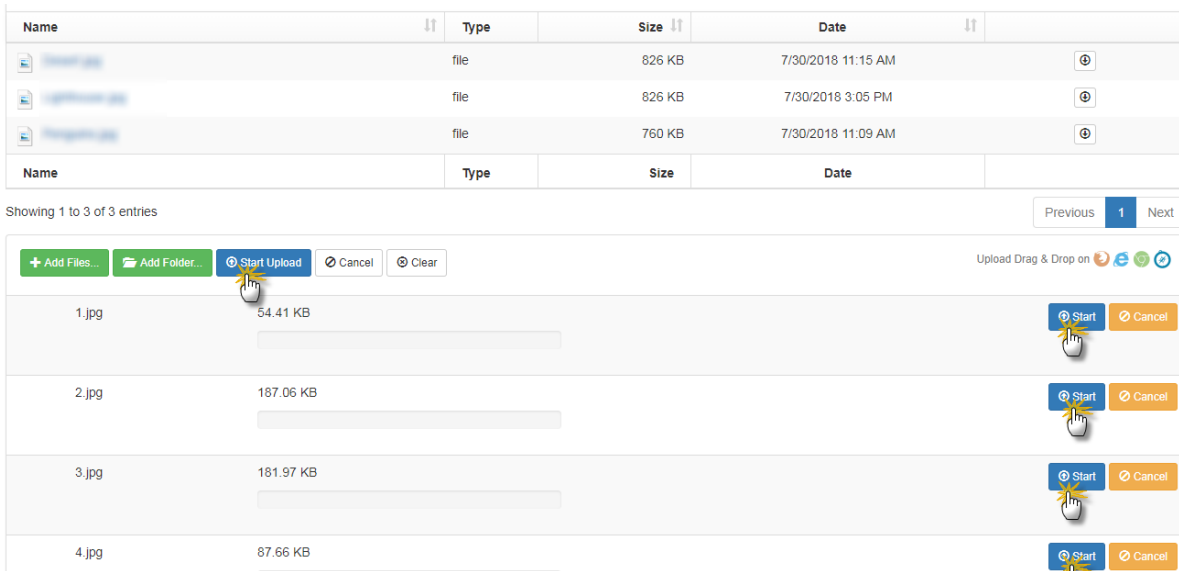 Name Type Size Date
file 826 KB 7/30/2018 11:15 AM
file 826 KB 7/30/2018 3:05 PM
file 760 KB 7/30/2018 11:09 AM
Name Type Size Date
Showing 1 to 3 of 3 entries
Previous 1 Next
Add Files... Add Folder... Start Upload Cancel Clear Upload Drag & Drop on
1.jpg 54.41 KB Start Cancel
2.jpg 187.06 KB Start Cancel
3.jpg 181.97 KB Start Cancel
4.jpg 87.66 KB Start Cancel